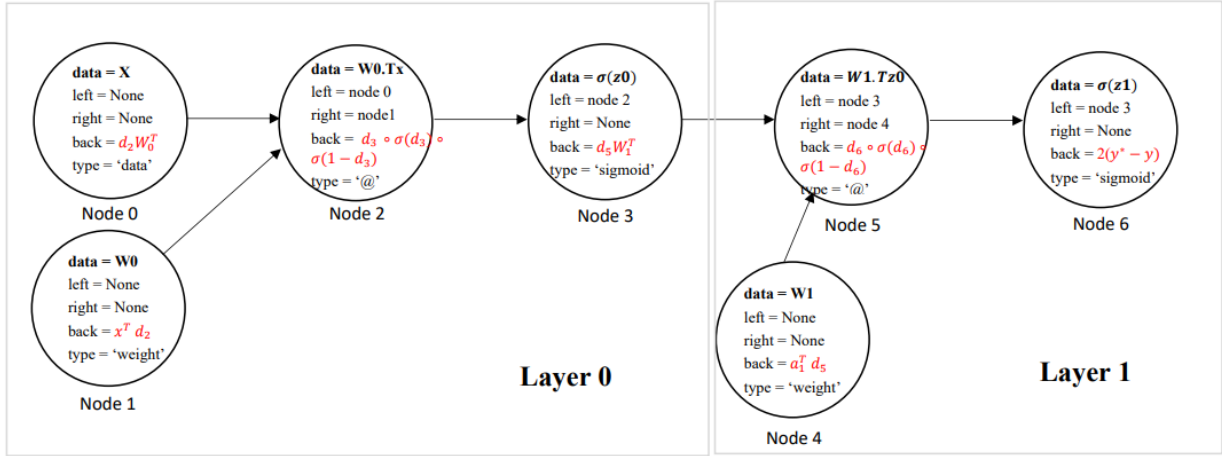 data = X
left = None
right = None
back = d₂W₀ᵀ
type = ‘data’
Node 0
data = W0
left = None
right = None
back = xᵀ d₂
type = ‘weight’
Node 1
data = W0.Tx
left = node 0
right = node1
back = d₃ ∘ σ(d₃) ∘
σ(1 − d₃)
type = ‘@’
Node 2
data = σ(z0)
left = node 2
right = None
back = d₅W₁ᵀ
type = ‘sigmoid’
Node 3
Layer 0
data = W1.Tz0
left = node 3
right = node 4
back = d₆ ∘ σ(d₆) ∘
σ(1 − d₆)
type = ‘@’
Node 5
data = W1
left = None
right = None
back = a₁ᵀ d₅
type = ‘weight’
Node 4
data = σ(z1)
left = node 3
right = None
back = 2(y* − y)
type = ‘sigmoid’
Node 6
Layer 1